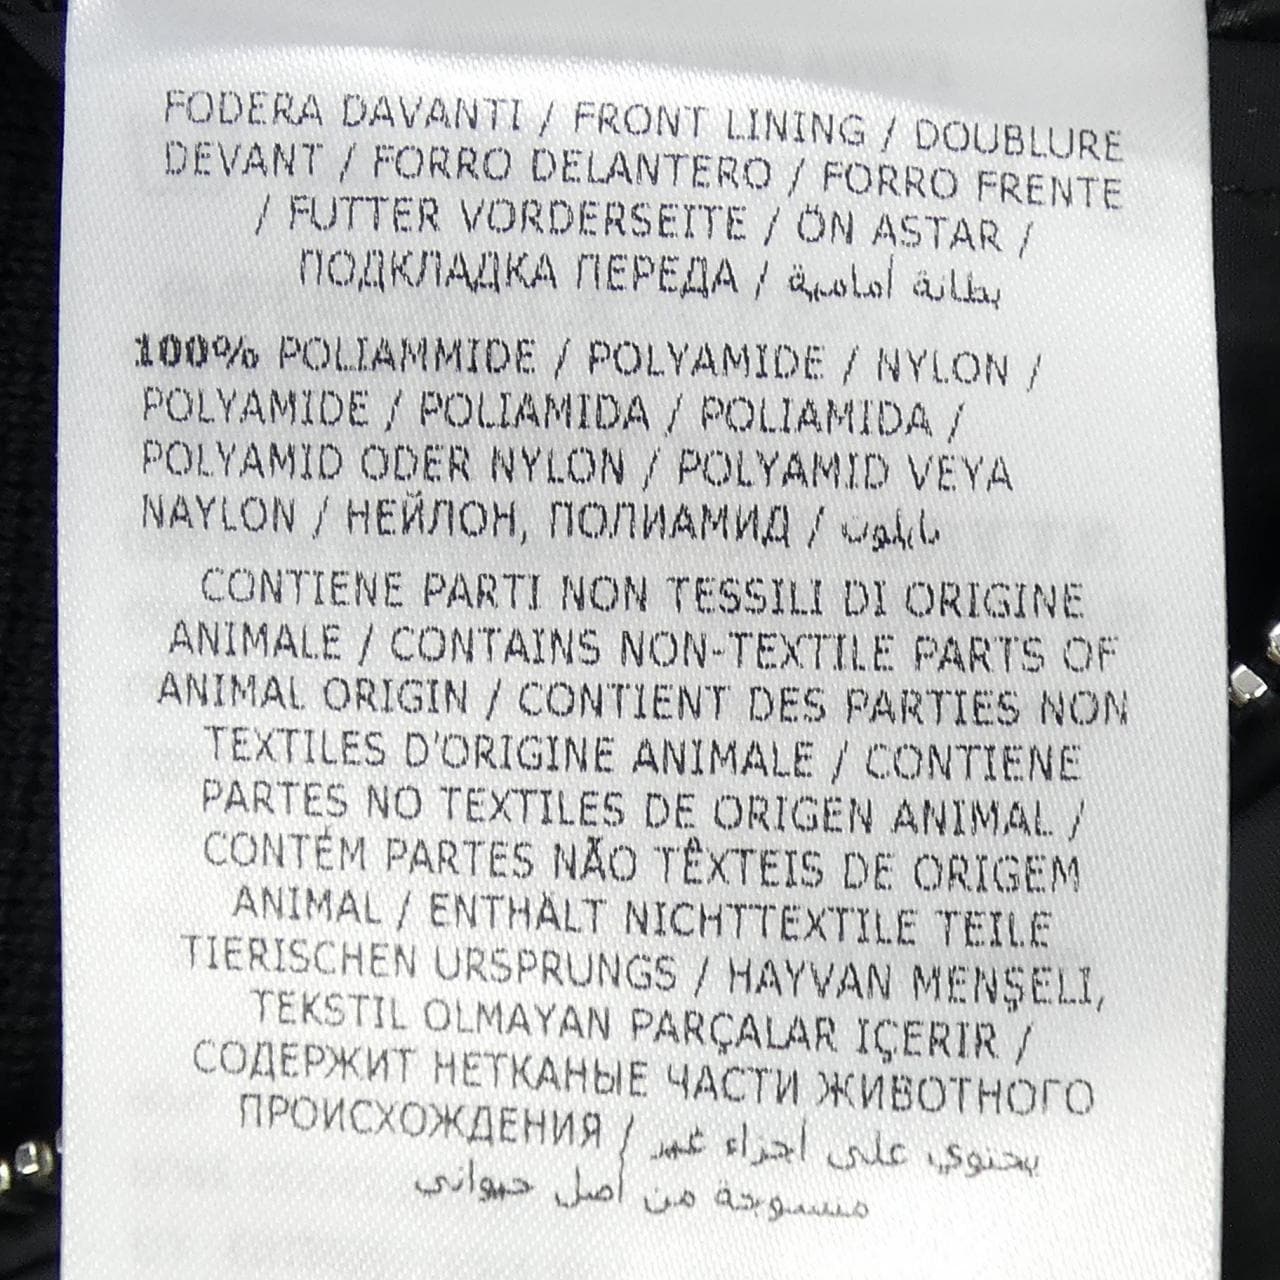 FODERA DAVANTI / FRONT LINING / DOUBLURE
DEVANT / FORRO DELANTERO / FORRO FRENTE
/ FUTTER VORDERSEITE / ÖN ASTAR /
ПОДКЛАДКА ПЕРЕДА / بطانة أمامية
100% POLIAMMIDE / POLYAMIDE / NYLON /
POLYAMIDE / POLIAMIDA / POLIAMIDA /
POLYAMID ODER NYLON / POLYAMID VEYA
NAYLON / НЕЙЛОН, ПОЛИАМИД / نايلون
CONTIENE PARTI NON TESSILI DI ORIGINE
ANIMALE / CONTAINS NON-TEXTILE PARTS OF
ANIMAL ORIGIN / CONTIENT DES PARTIES NON
TEXTILES D'ORIGINE ANIMALE / CONTIENE
PARTES NO TEXTILES DE ORIGEN ANIMAL /
CONTÉM PARTES NÃO TÊXTEIS DE ORIGEM
ANIMAL / ENTHÄLT NICHTTEXTILE TEILE
TIERISCHEN URSPRUNGS / HAYVAN MENŞELI,
TEKSTIL OLMAYAN PARÇALAR IÇERIR /
СОДЕРЖИТ НЕТКАНЫЕ ЧАСТИ ЖИВОТНОГО
ПРОИСХОЖДЕНИЯ / يحتوي على أجزاء غير
منسوجة من أصل حيواني